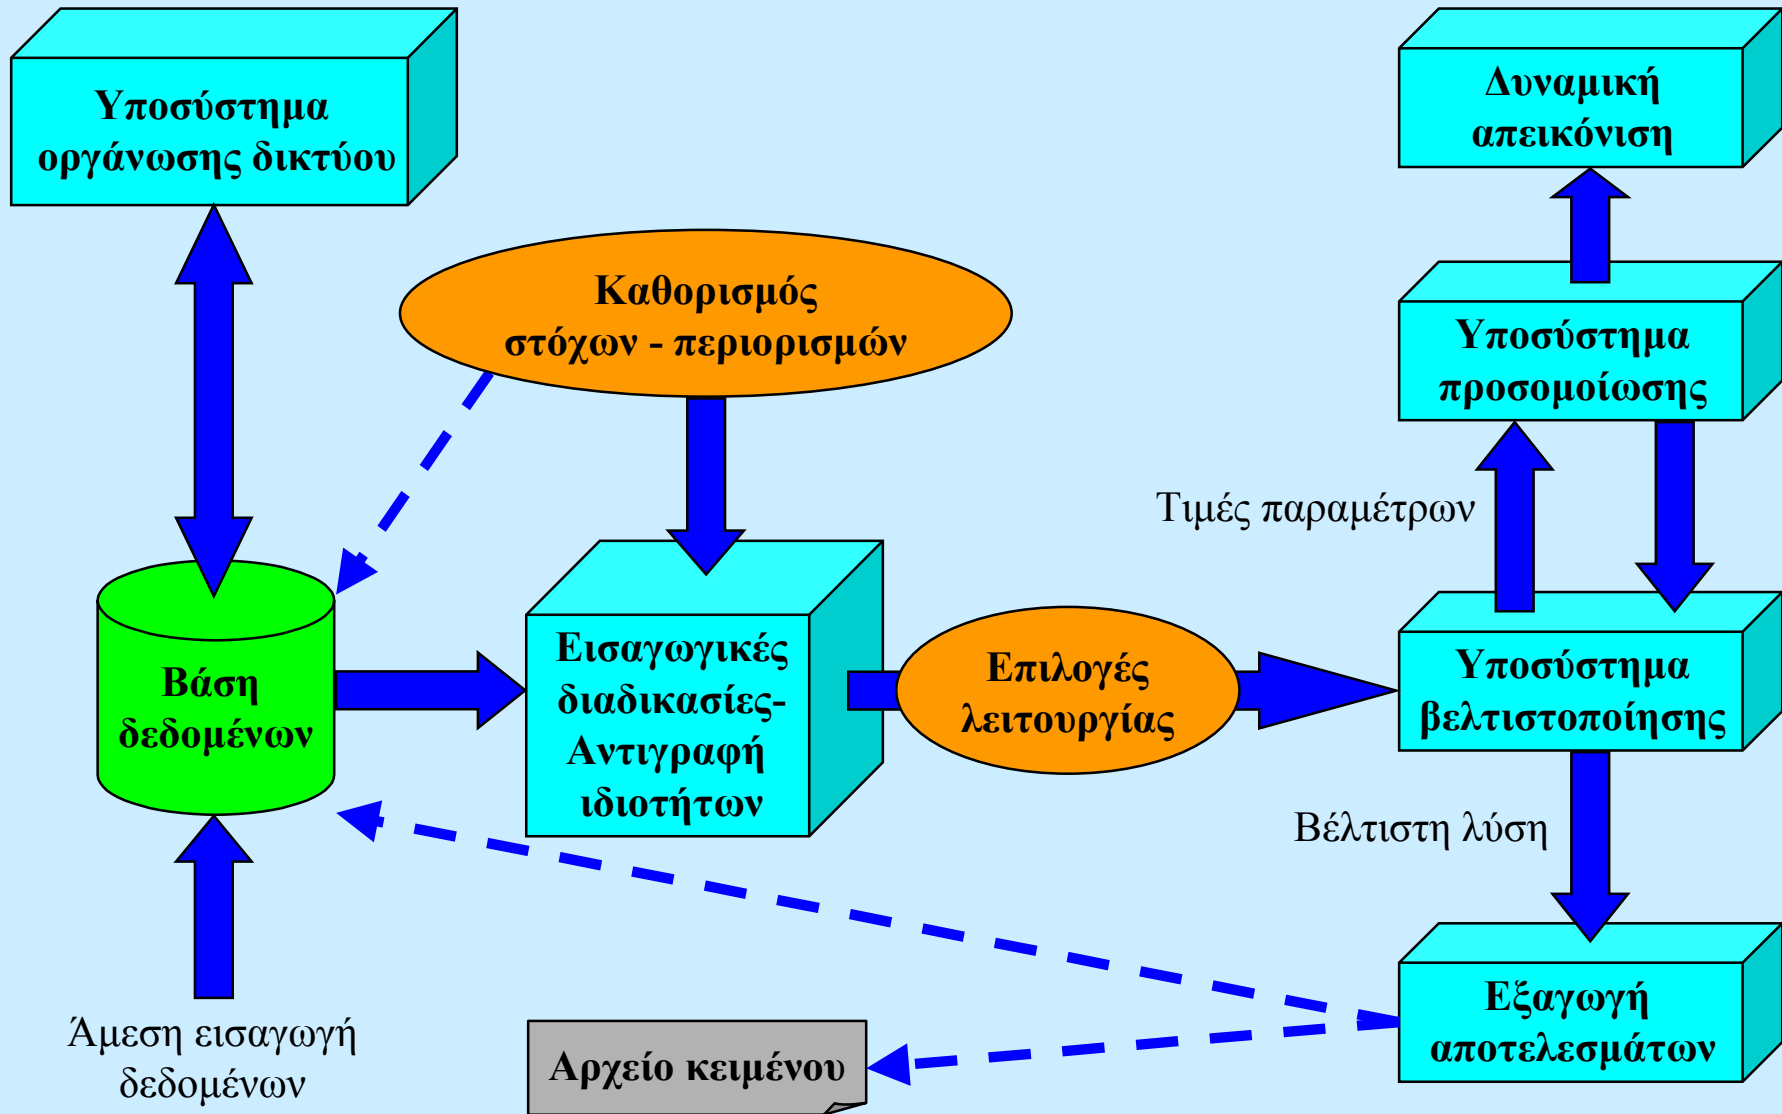 Υποσύστημα
οργάνωσης δικτύου
Δυναμική
απεικόνιση
Καθορισμός
στόχων - περιορισμών
Υποσύστημα
προσομοίωσης
Τιμές παραμέτρων
Βάση
δεδομένων
Εισαγωγικές
διαδικασίες-
Αντιγραφή
ιδιοτήτων
Επιλογές
λειτουργίας
Υποσύστημα
βελτιστοποίησης
Βέλτιστη λύση
Άμεση εισαγωγή
δεδομένων
Αρχείο κειμένου
Εξαγωγή
αποτελεσμάτων